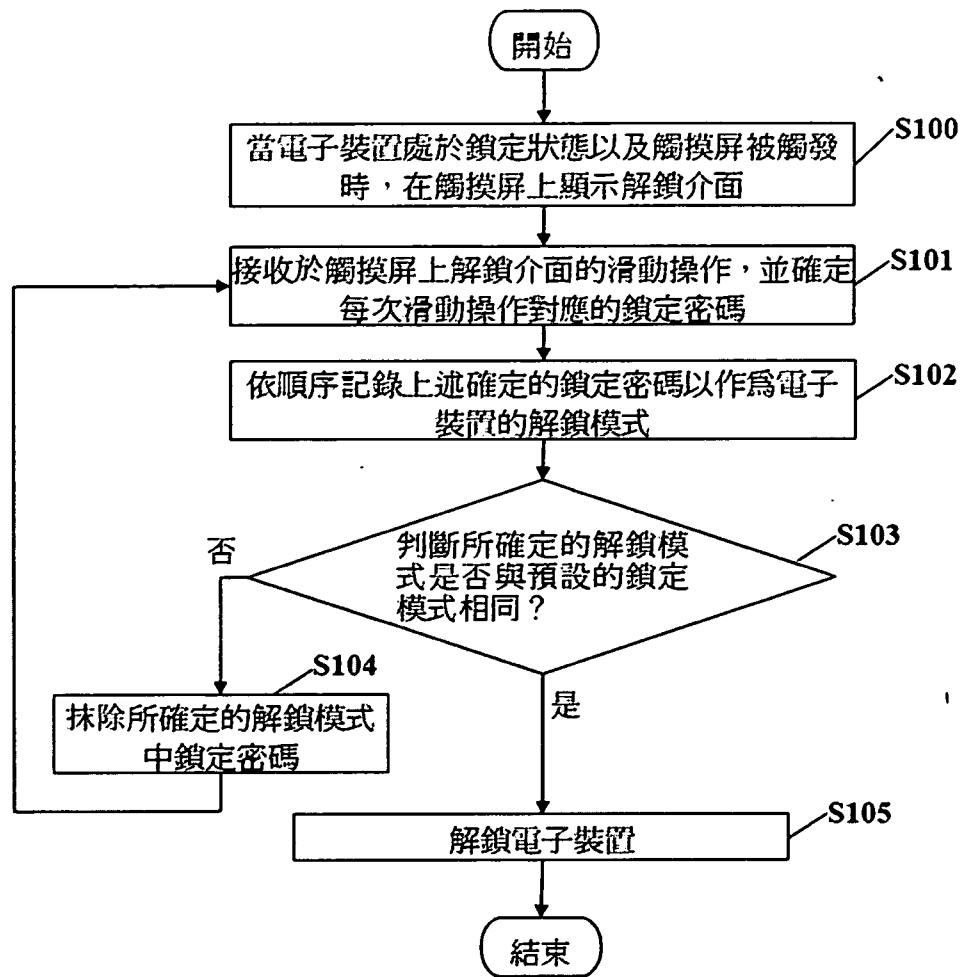 開始
S100
當電子裝置處於鎖定狀態以及觸摸屏被觸發
時，在觸摸屏上顯示解鎖介面
S101
接收於觸摸屏上解鎖介面的滑動操作，並確定
每次滑動操作對應的鎖定密碼
S102
依順序記錄上述確定的鎖定密碼以作為電子
裝置的解鎖模式
S103
判斷所確定的解鎖模
式是否與預設的鎖定
模式相同？
否
S104
抹除所確定的解鎖模式
中鎖定密碼
是
S105
解鎖電子裝置
結束